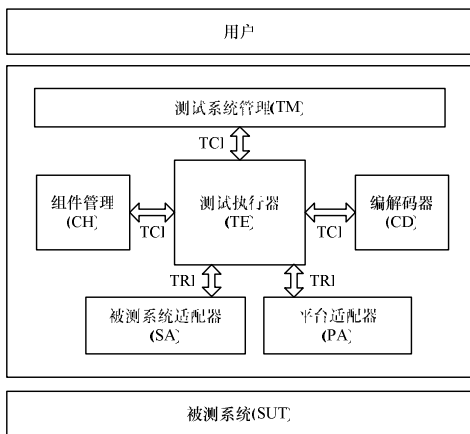 用户
测试系统管理(TM)
TCI
组件管理
(CH)
TCI
测试执行器
(TE)
TCI
编解码器
(CD)
TRI
TRI
被测系统适配器
(SA)
平台适配器
(PA)
被测系统(SUT)